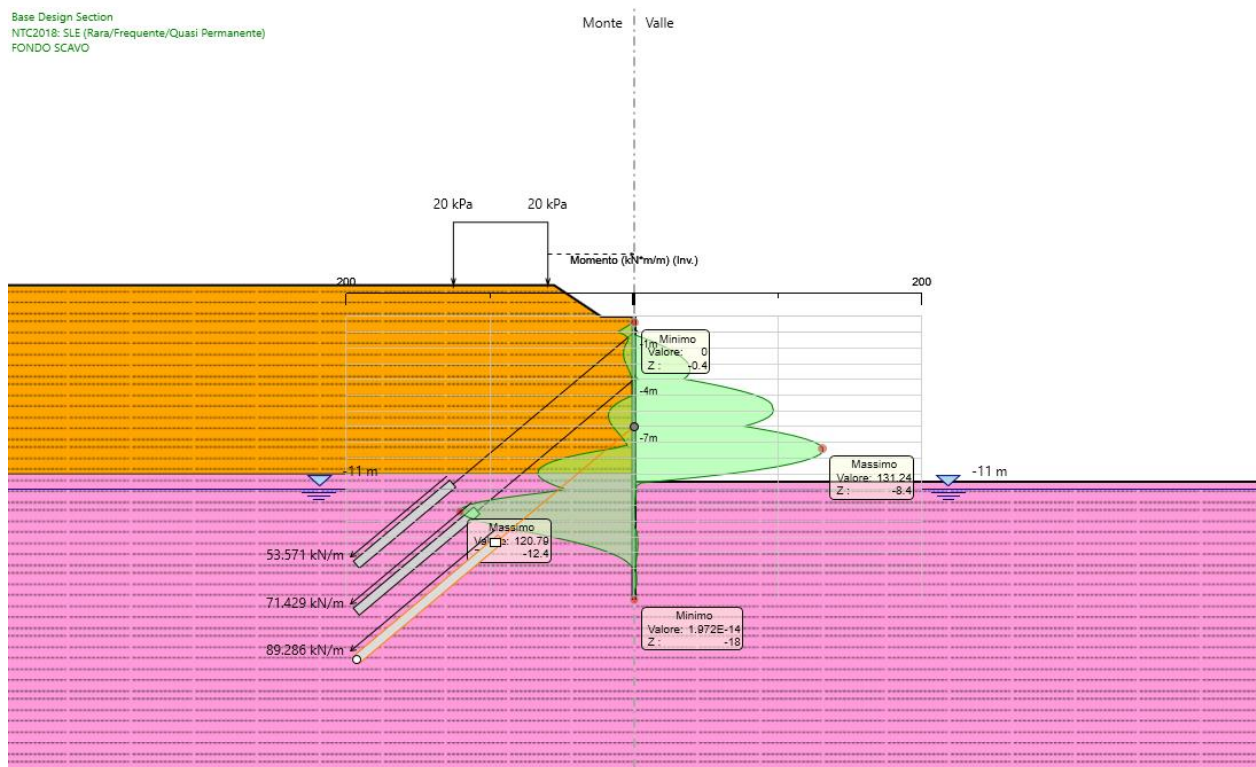 Base Design Section
NTC2018: SLE (Rara/Frequente/Quasi Permanente)
FONDO SCAVO
Monte Valle
20 kPa 20 kPa
Momento (kN*m/m) (Inv.)
200 200
Minimo
Valore: 0
Z : -0.4
-1m
-4m
-7m
Massimo
Valore: 131.24
Z : -8.4
-11 m -11 m
Massimo
120.79
-12.4
53.571 kN/m
71.429 kN/m
89.286 kN/m
Minimo
Valore: 1.972E-14
Z : -18